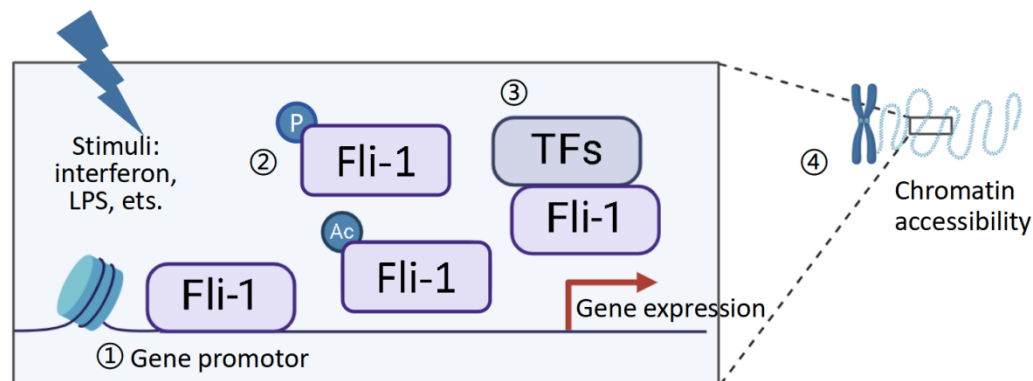 Stimuli:
interferon,
LPS, ets.
②
P
Fli-1
③
TFs
Fli-1
Ac
Fli-1
Fli-1
Gene expression
① Gene promotor
④
Chromatin
accessibility